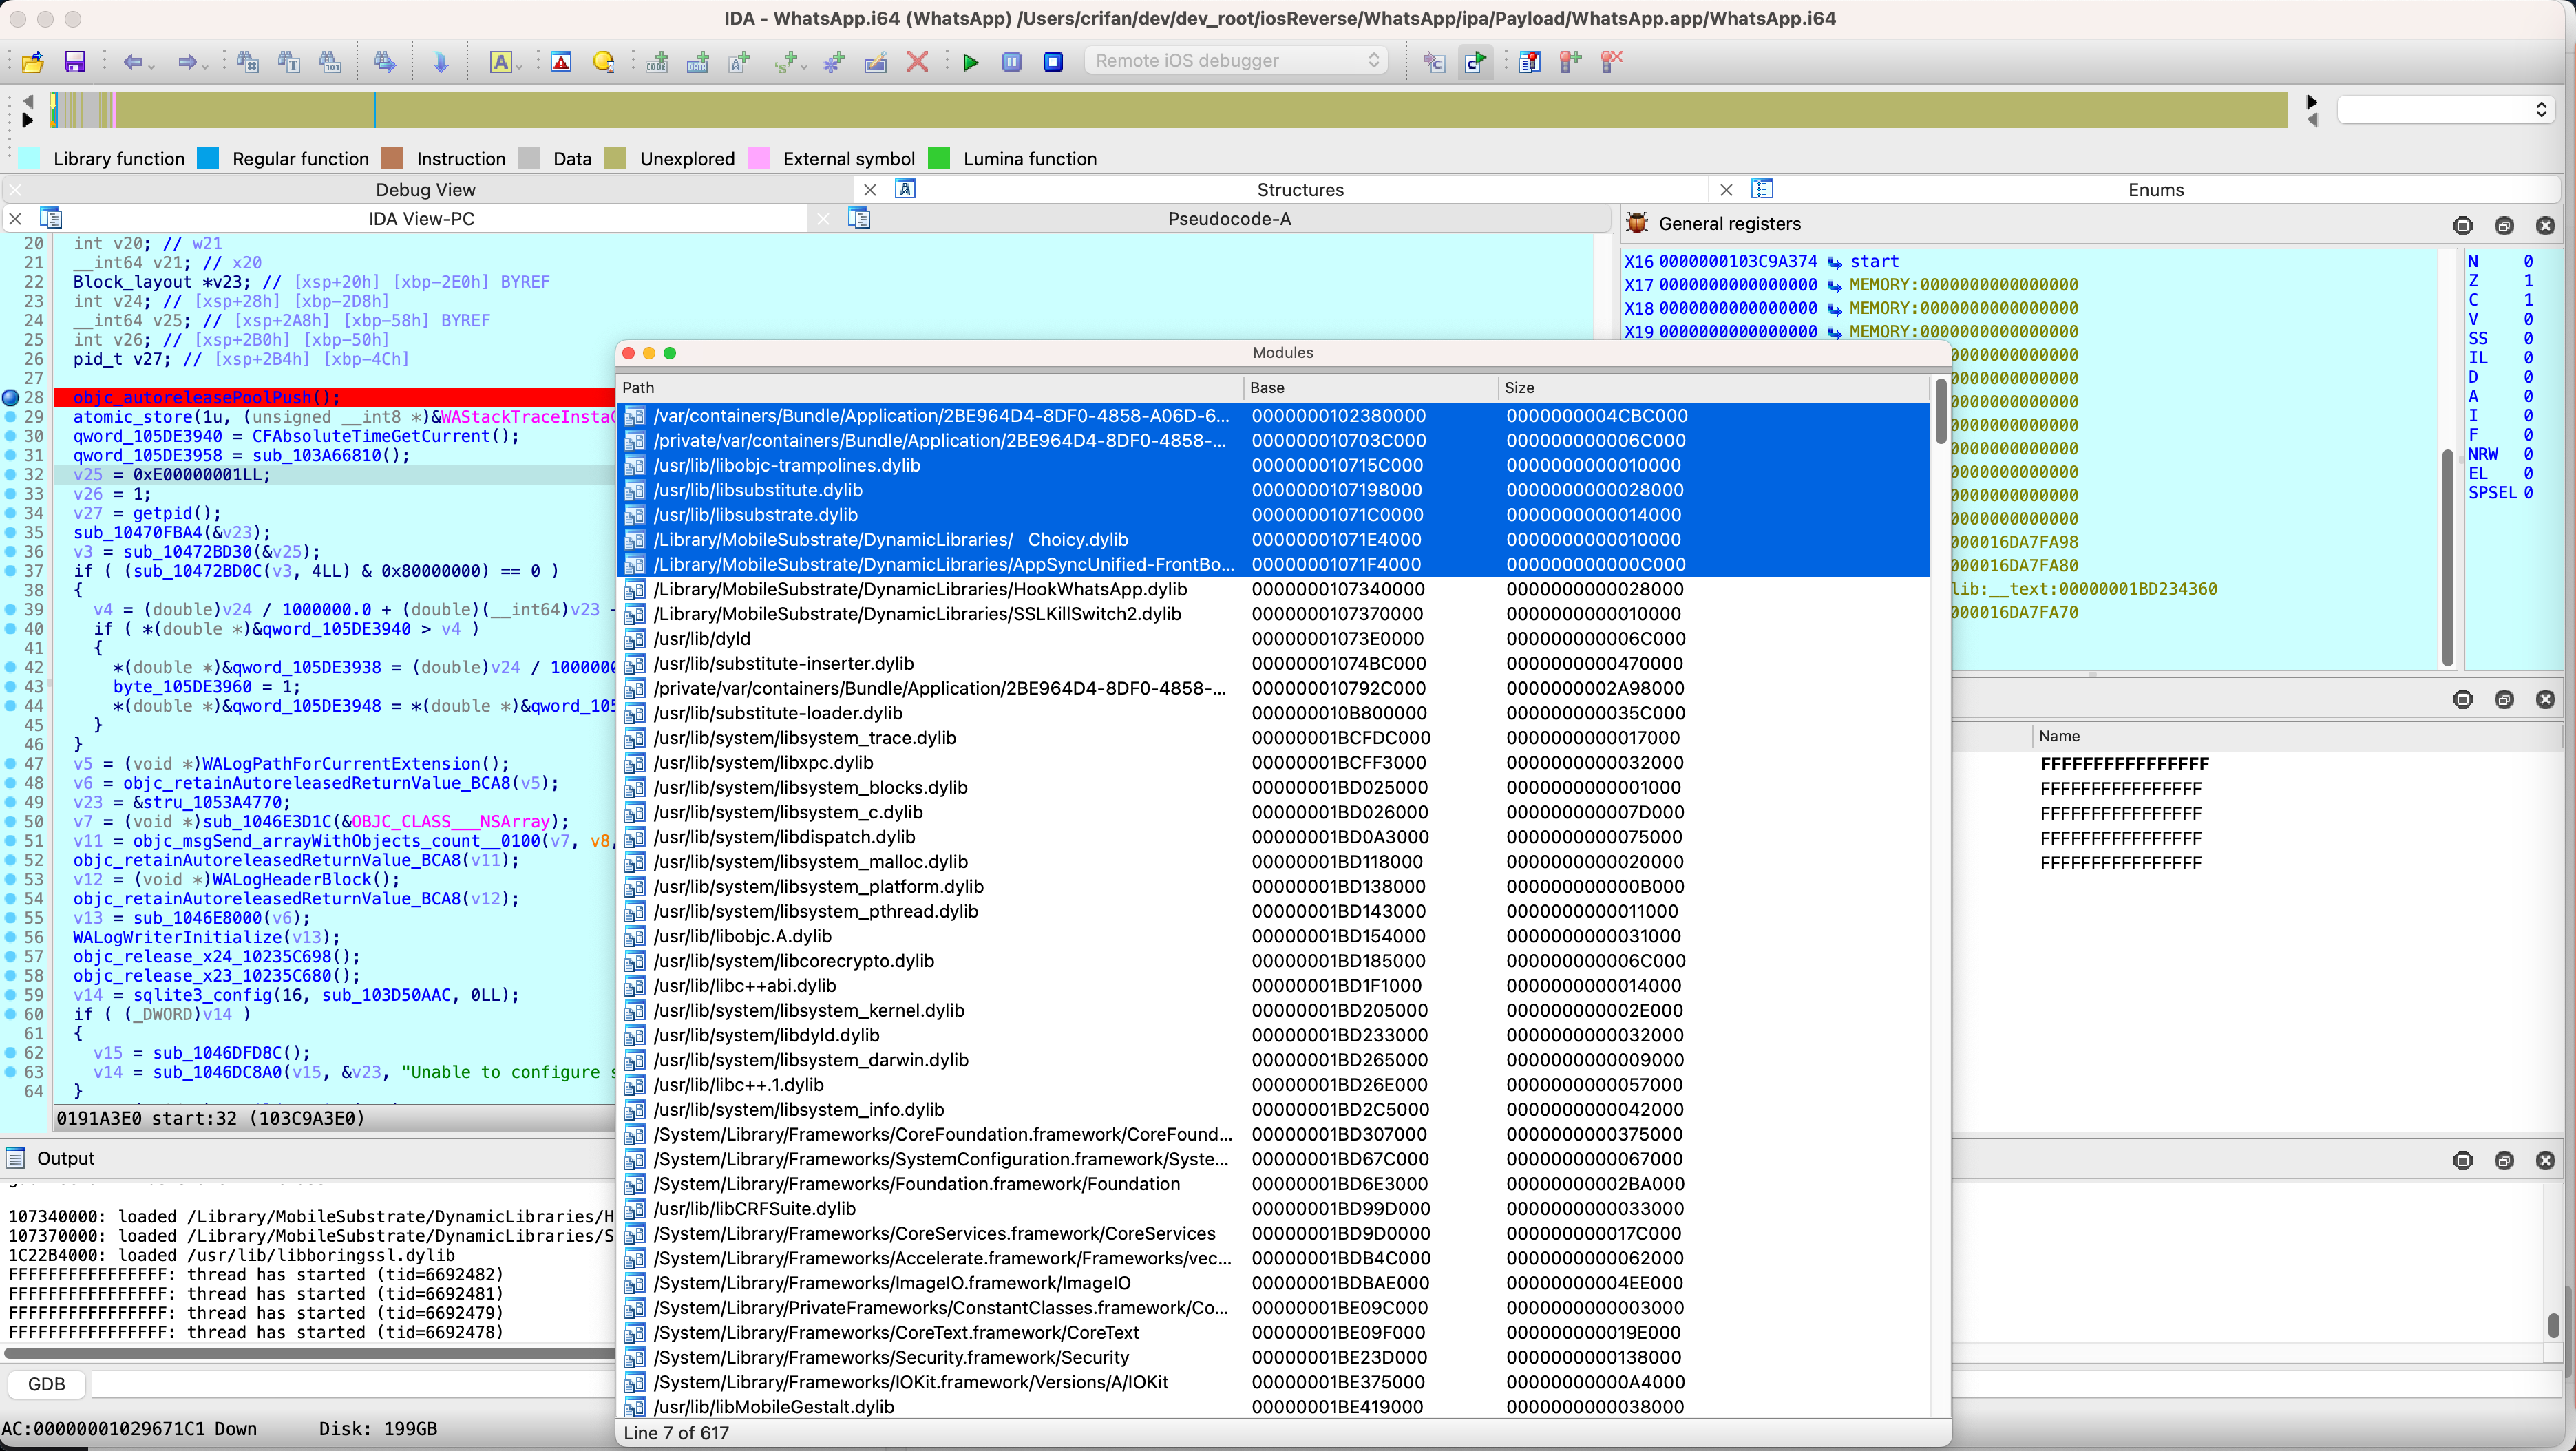 IDA - WhatsApp.i64 (WhatsApp) /Users/crifan/dev/dev_root/iosReverse/WhatsApp/ipa/Payload/WhatsApp.app/WhatsApp.i64
Remote iOS debugger
Library function Regular function Instruction Data Unexplored External symbol Lumina function
Debug View Structures Enums
IDA View-PC Pseudocode-A
20 int v20; // w21
21 __int64 v21; // x20
22 Block_layout *v23; // [xsp+20h] [xbp-2E0h] BYREF
23 int v24; // [xsp+28h] [xbp-2D8h]
24 __int64 v25; // [xsp+2A8h] [xbp-58h] BYREF
25 int v26; // [xsp+2B0h] [xbp-50h]
26 pid_t v27; // [xsp+2B4h] [xbp-4Ch]
27
28 objc_autoreleasePoolPush();
29 atomic_store(1u, (unsigned __int8 *)&WAStackTraceInsta
30 qword_105DE3940 = CFAbsoluteTimeGetCurrent();
31 qword_105DE3958 = sub_103A66810();
32 v25 = 0xE00000001LL;
33 v26 = 1;
34 v27 = getpid();
35 sub_10470FBA4(&v23);
36 v3 = sub_10472BD30(&v25);
37 if ( (sub_10472BD0C(v3, 4LL) & 0x80000000) == 0 )
38 {
39 v4 = (double)v24 / 1000000.0 + (double)(__int64)v23 -
40 if ( *(double *)&qword_105DE3940 > v4 )
41 {
42 *(double *)&qword_105DE3938 = (double)v24 / 1000000
43 byte_105DE3960 = 1;
44 *(double *)&qword_105DE3948 = *(double *)&qword_105
45 }
46 }
47 v5 = (void *)WALogPathForCurrentExtension();
48 v6 = objc_retainAutoreleasedReturnValue_BCA8(v5);
49 v23 = &stru_1053A4770;
50 v7 = (void *)sub_1046E3D1C(&OBJC_CLASS___NSArray);
51 v11 = objc_msgSend_arrayWithObjects_count__0100(v7, v8,
52 objc_retainAutoreleasedReturnValue_BCA8(v11);
53 v12 = (void *)WALogHeaderBlock();
54 objc_retainAutoreleasedReturnValue_BCA8(v12);
55 v13 = sub_1046E8000(v6);
56 WALogWriterInitialize(v13);
57 objc_release_x24_10235C698();
58 objc_release_x23_10235C680();
59 v14 = sqlite3_config(16, sub_103D50AAC, 0LL);
60 if ( (_DWORD)v14 )
61 {
62 v15 = sub_1046DFD8C();
63 v14 = sub_1046DC8A0(v15, &v23, "Unable to configure s
64 }
0191A3E0 start:32 (103C9A3E0)
General registers
X16 0000000103C9A374 start
X17 0000000000000000 MEMORY:0000000000000000
X18 0000000000000000 MEMORY:0000000000000000
X19 0000000000000000 MEMORY:0000000000000000
000000000000000
000000000000000
000000000000000
000000000000000
000000000000000
000000000000000
000000000000000
000000000000000
00016DA7FA98
00016DA7FA80
lib:__text:00000001BD234360
00016DA7FA70
N 0
Z 1
C 1
V 0
SS 0
IL 0
D 0
A 0
I 0
F 0
NRW 0
EL 0
SPSEL 0
Name
FFFFFFFFFFFFFFFF
FFFFFFFFFFFFFFFF
FFFFFFFFFFFFFFFF
FFFFFFFFFFFFFFFF
FFFFFFFFFFFFFFFF
Modules
Path Base Size
/var/containers/Bundle/Application/2BE964D4-8DF0-4858-A06D-6... 0000000102380000 0000000004CBC000
/private/var/containers/Bundle/Application/2BE964D4-8DF0-4858-... 000000010703C000 000000000006C000
/usr/lib/libobjc-trampolines.dylib 000000010715C000 0000000000010000
/usr/lib/libsubstitute.dylib 0000000107198000 0000000000028000
/usr/lib/libsubstrate.dylib 00000001071C0000 0000000000014000
/Library/MobileSubstrate/DynamicLibraries/ Choicy.dylib 00000001071E4000 0000000000010000
/Library/MobileSubstrate/DynamicLibraries/AppSyncUnified-FrontBo... 00000001071F4000 000000000000C000
/Library/MobileSubstrate/DynamicLibraries/HookWhatsApp.dylib 0000000107340000 0000000000028000
/Library/MobileSubstrate/DynamicLibraries/SSLKillSwitch2.dylib 0000000107370000 0000000000010000
/usr/lib/dyld 00000001073E0000 000000000006C000
/usr/lib/substitute-inserter.dylib 00000001074BC000 0000000000470000
/private/var/containers/Bundle/Application/2BE964D4-8DF0-4858-... 000000010792C000 0000000002A98000
/usr/lib/substitute-loader.dylib 000000010B800000 000000000035C000
/usr/lib/system/libsystem_trace.dylib 00000001BCFDC000 0000000000017000
/usr/lib/system/libxpc.dylib 00000001BCFF3000 0000000000032000
/usr/lib/system/libsystem_blocks.dylib 00000001BD025000 0000000000001000
/usr/lib/system/libsystem_c.dylib 00000001BD026000 000000000007D000
/usr/lib/system/libdispatch.dylib 00000001BD0A3000 0000000000075000
/usr/lib/system/libsystem_malloc.dylib 00000001BD118000 0000000000020000
/usr/lib/system/libsystem_platform.dylib 00000001BD138000 000000000000B000
/usr/lib/system/libsystem_pthread.dylib 00000001BD143000 0000000000011000
/usr/lib/libobjc.A.dylib 00000001BD154000 0000000000031000
/usr/lib/system/libcorecrypto.dylib 00000001BD185000 000000000006C000
/usr/lib/libc++abi.dylib 00000001BD1F1000 0000000000014000
/usr/lib/system/libsystem_kernel.dylib 00000001BD205000 000000000002E000
/usr/lib/system/libdyld.dylib 00000001BD233000 0000000000032000
/usr/lib/system/libsystem_darwin.dylib 00000001BD265000 0000000000009000
/usr/lib/libc++.1.dylib 00000001BD26E000 0000000000057000
/usr/lib/system/libsystem_info.dylib 00000001BD2C5000 0000000000042000
/System/Library/Frameworks/CoreFoundation.framework/CoreFound... 00000001BD307000 0000000000375000
/System/Library/Frameworks/SystemConfiguration.framework/Syste... 00000001BD67C000 0000000000067000
/System/Library/Frameworks/Foundation.framework/Foundation 00000001BD6E3000 00000000002BA000
/usr/lib/libCRFSuite.dylib 00000001BD99D000 0000000000033000
/System/Library/Frameworks/CoreServices.framework/CoreServices 00000001BD9D0000 000000000017C000
/System/Library/Frameworks/Accelerate.framework/Frameworks/vec... 00000001BDB4C000 0000000000062000
/System/Library/Frameworks/ImageIO.framework/ImageIO 00000001BDBAE000 00000000004EE000
/System/Library/PrivateFrameworks/ConstantClasses.framework/Co... 00000001BE09C000 0000000000003000
/System/Library/Frameworks/CoreText.framework/CoreText 00000001BE09F000 000000000019E000
/System/Library/Frameworks/Security.framework/Security 00000001BE23D000 0000000000138000
/System/Library/Frameworks/IOKit.framework/Versions/A/IOKit 00000001BE375000 00000000000A4000
/usr/lib/libMobileGestalt.dylib 00000001BE419000 0000000000038000
Line 7 of 617
Output
107340000: loaded /Library/MobileSubstrate/DynamicLibraries/H
107370000: loaded /Library/MobileSubstrate/DynamicLibraries/S
1C22B4000: loaded /usr/lib/libboringssl.dylib
FFFFFFFFFFFFFFFF: thread has started (tid=6692482)
FFFFFFFFFFFFFFFF: thread has started (tid=6692481)
FFFFFFFFFFFFFFFF: thread has started (tid=6692479)
FFFFFFFFFFFFFFFF: thread has started (tid=6692478)
GDB
AC:00000001029671C1 Down Disk: 199GB